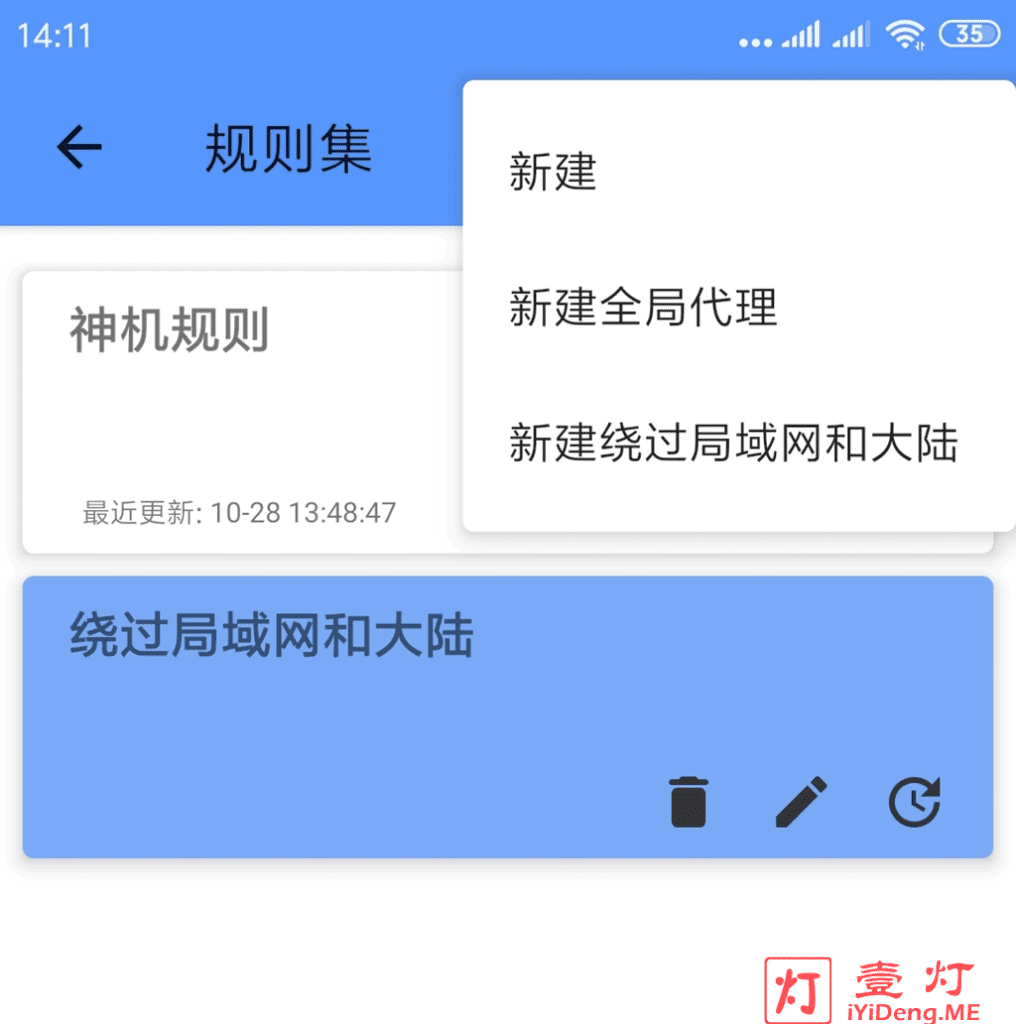 14:11
35
规则集
新建
新建全局代理
新建绕过局域网和大陆
神机规则
最近更新: 10-28 13:48:47
绕过局域网和大陆
灯 壹灯
iYiDeng.ME